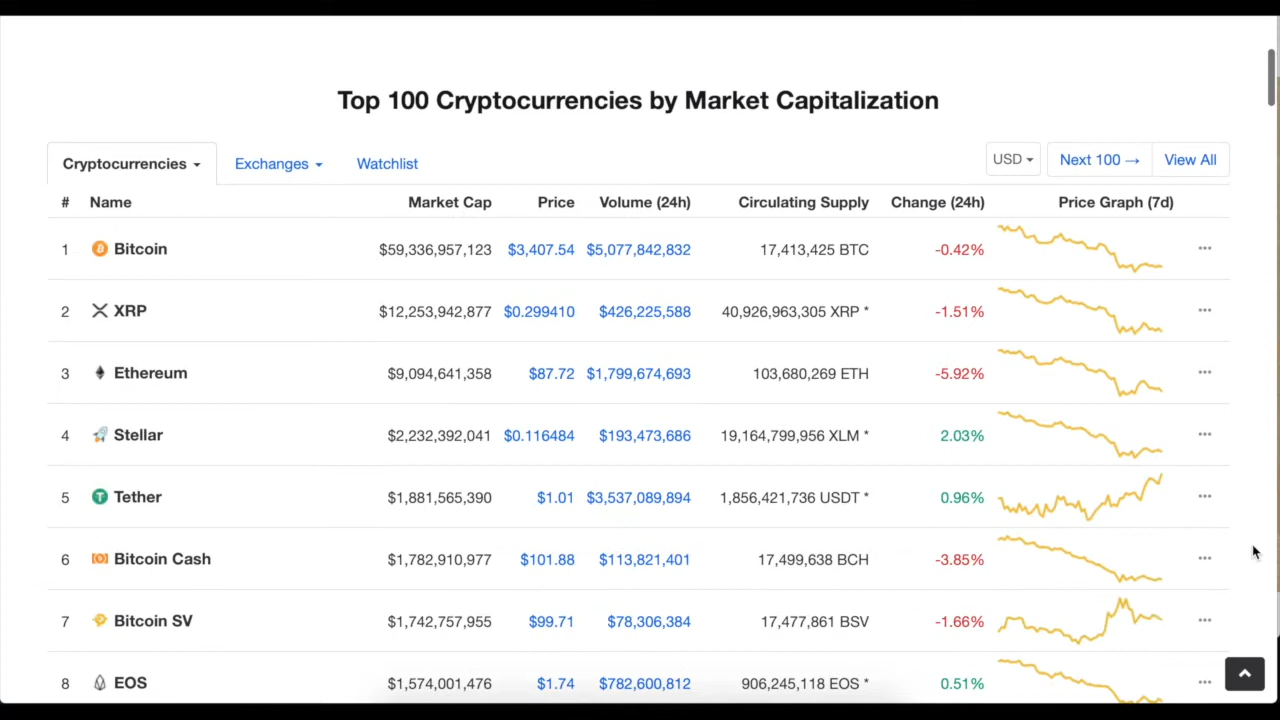 Top 100 Cryptocurrencies by Market Capitalization
Cryptocurrencies Exchanges Watchlist USD Next 100 → View All
# Name Market Cap Price Volume (24h) Circulating Supply Change (24h) Price Graph (7d)
1 Bitcoin $59,336,957,123 $3,407.54 $5,077,842,832 17,413,425 BTC -0.42%
2 XRP $12,253,942,877 $0.299410 $426,225,588 40,926,963,305 XRP * -1.51%
3 Ethereum $9,094,641,358 $87.72 $1,799,674,693 103,680,269 ETH -5.92%
4 Stellar $2,232,392,041 $0.116484 $193,473,686 19,164,799,956 XLM * 2.03%
5 Tether $1,881,565,390 $1.01 $3,537,089,894 1,856,421,736 USDT * 0.96%
6 Bitcoin Cash $1,782,910,977 $101.88 $113,821,401 17,499,638 BCH -3.85%
7 Bitcoin SV $1,742,757,955 $99.71 $78,306,384 17,477,861 BSV -1.66%
8 EOS $1,574,001,476 $1.74 $782,600,812 906,245,118 EOS * 0.51%